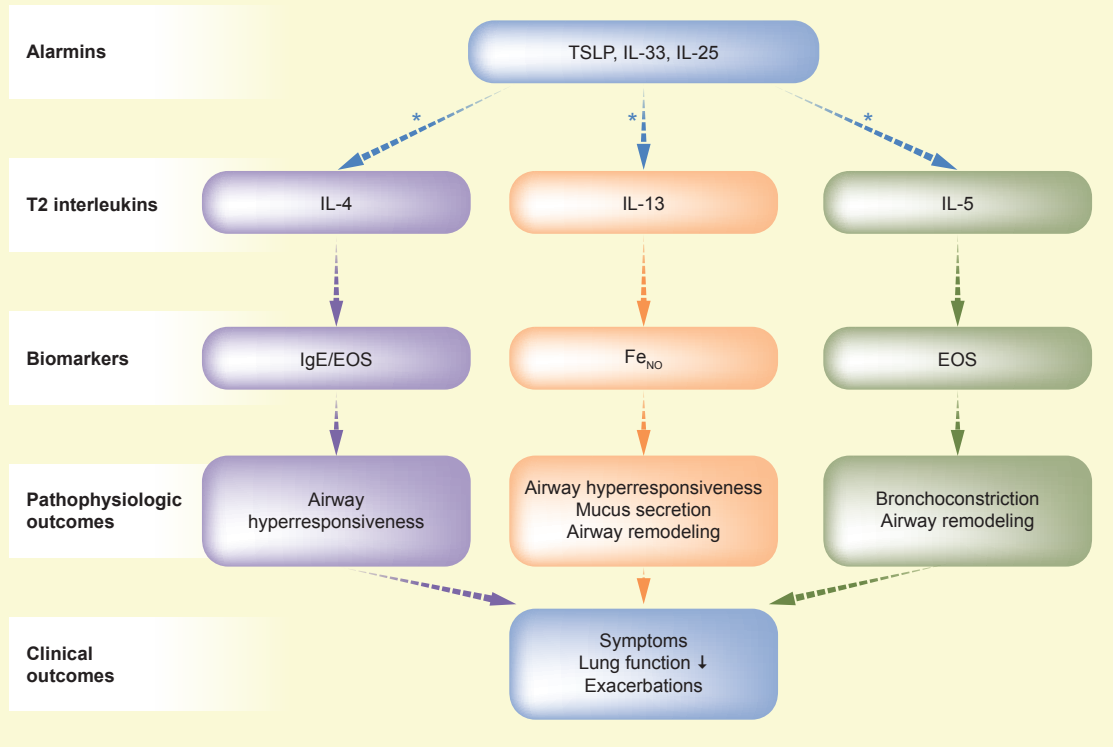 Alarmins
TSLP, IL-33, IL-25
* * *
T2 interleukins
IL-4
IL-13
IL-5
Biomarkers
IgE/EOS
FeNO
EOS
Pathophysiologic
outcomes
Airway
hyperresponsiveness
Airway hyperresponsiveness
Mucus secretion
Airway remodeling
Bronchoconstriction
Airway remodeling
Clinical
outcomes
Symptoms
Lung function ↓
Exacerbations